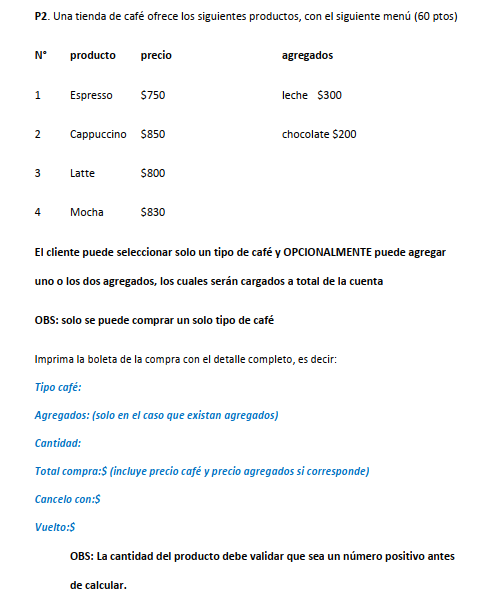 P2. Una tienda de café ofrece los siguientes productos, con el siguiente menú (60 ptos)
N° producto precio agregados
1 Espresso $750 leche $300
2 Cappuccino $850 chocolate $200
3 Latte $800
4 Mocha $830
El cliente puede seleccionar solo un tipo de café y OPCIONALMENTE puede agregar
uno o los dos agregados, los cuales serán cargados a total de la cuenta
OBS: solo se puede comprar un solo tipo de café
Imprima la boleta de la compra con el detalle completo, es decir:
Tipo café:
Agregados: (solo en el caso que existan agregados)
Cantidad:
Total compra:$ (incluye precio café y precio agregados si corresponde)
Cancelo con:$
Vuelto:$
OBS: La cantidad del producto debe validar que sea un número positivo antes
de calcular.